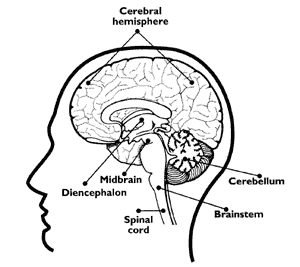 Cerebral
hemisphere
Midbrain
Diencephalon
Spinal
cord
Cerebellum
Brainstem